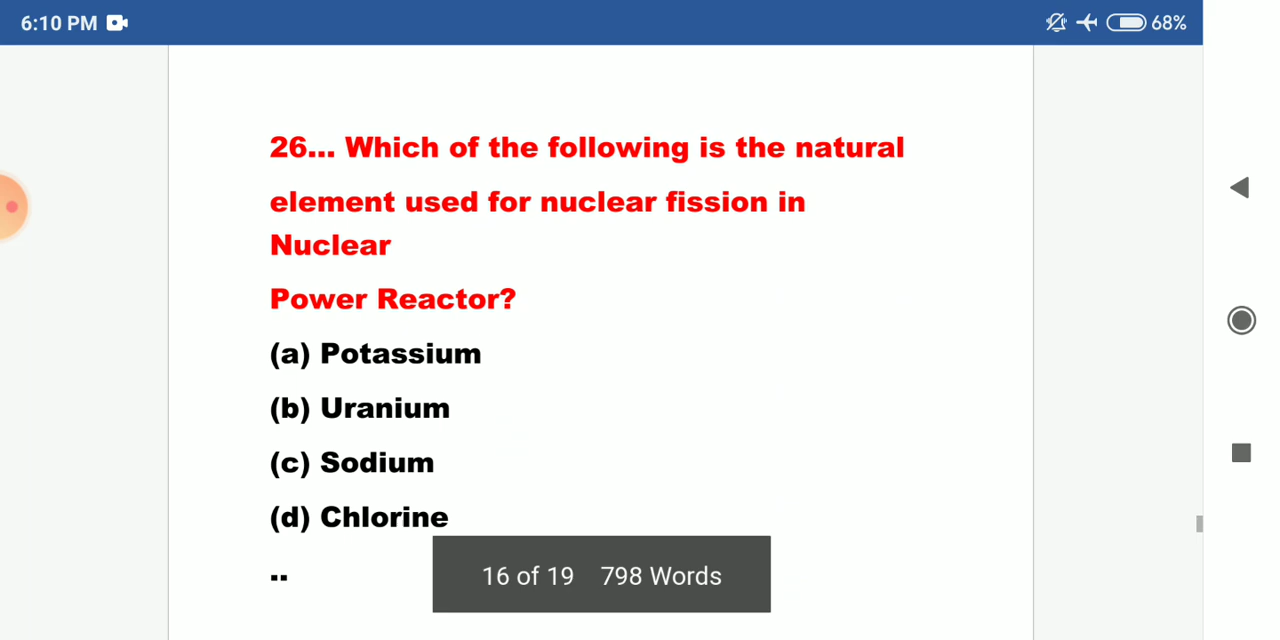 6:10 PM
68%
26... Which of the following is the natural
element used for nuclear fission in
Nuclear
Power Reactor?
(a) Potassium
(b) Uranium
(c) Sodium
(d) Chlorine
..
16 of 19 798 Words